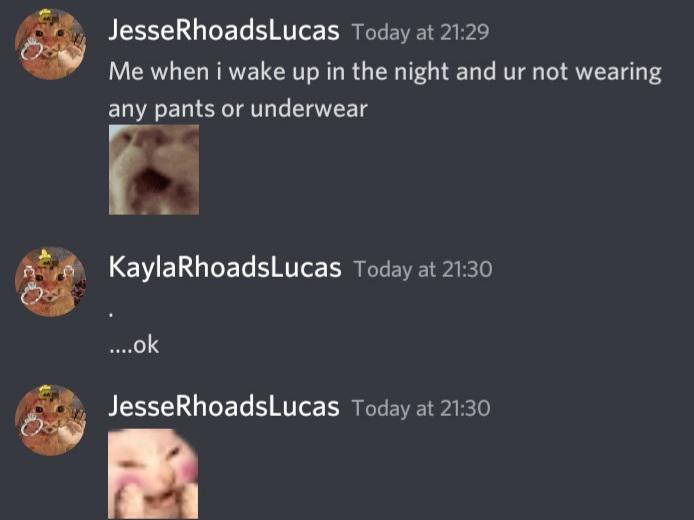 JesseRhoadsLucas Today at 21:29
Me when i wake up in the night and ur not wearing
any pants or underwear
KaylaRhoadsLucas Today at 21:30
.
....ok
JesseRhoadsLucas Today at 21:30